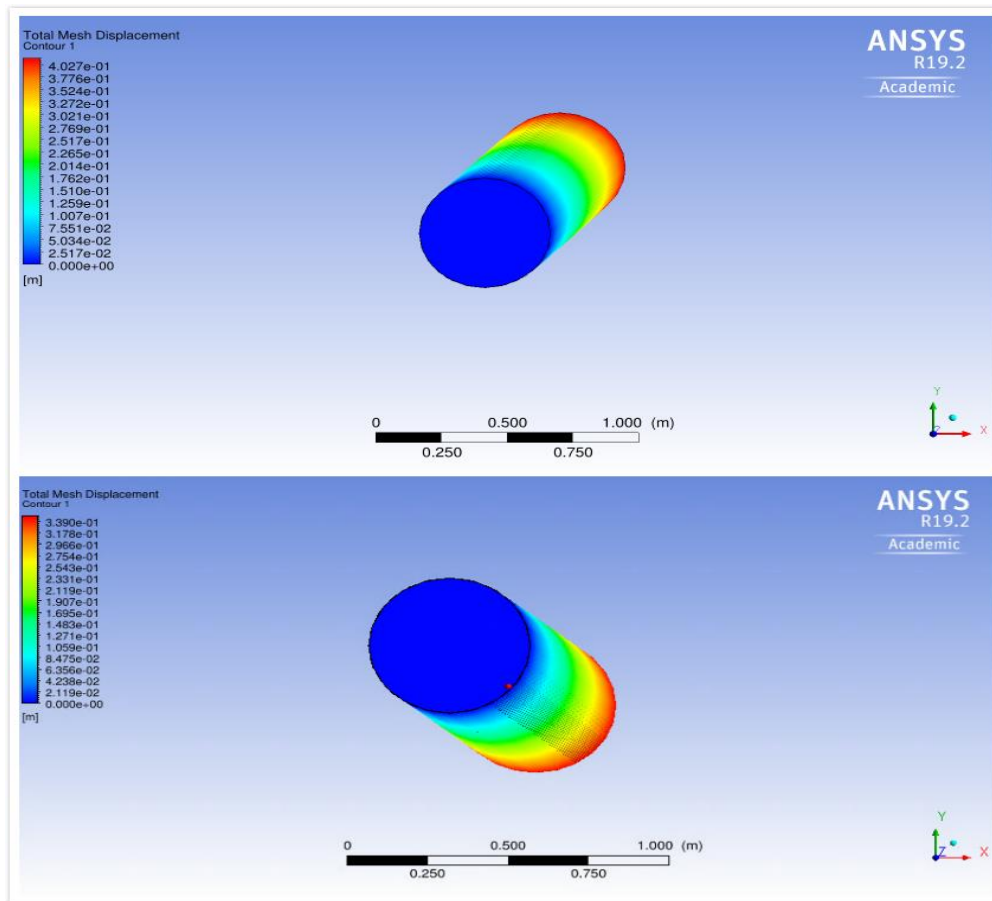 Total Mesh Displacement
Contour 1
4.027e-01
3.776e-01
3.524e-01
3.272e-01
3.021e-01
2.769e-01
2.517e-01
2.265e-01
2.014e-01
1.762e-01
1.510e-01
1.259e-01
1.007e-01
7.551e-02
5.034e-02
2.517e-02
0.000e+00
[m]
ANSYS
R19.2
Academic
0 0.500 1.000 (m)
0.250 0.750
Y
Z X
Total Mesh Displacement
Contour 1
3.390e-01
3.178e-01
2.966e-01
2.754e-01
2.543e-01
2.331e-01
2.119e-01
1.907e-01
1.695e-01
1.483e-01
1.271e-01
1.059e-01
8.475e-02
6.356e-02
4.238e-02
2.119e-02
0.000e+00
[m]
ANSYS
R19.2
Academic
0 0.500 1.000 (m)
0.250 0.750
Y
Z X